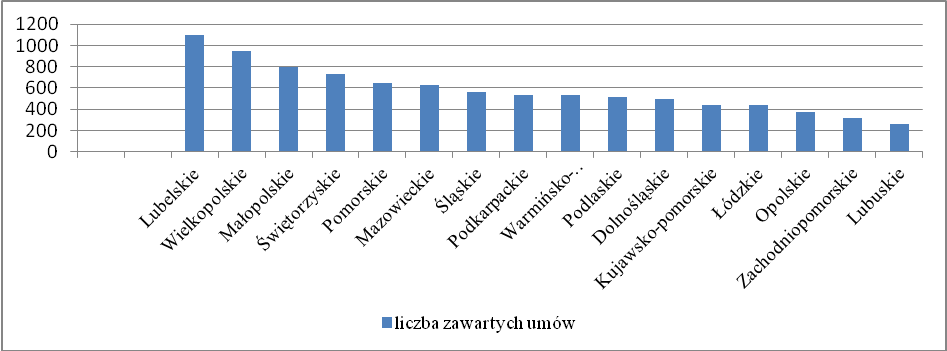 1200
1000
800
600
400
200
0
Lubelskie
Wielkopolskie
Małopolskie
Świętorzyskie
Pomorskie
Mazowieckie
Śląskie
Podkarpackie
Warmińsko-..
Podlaskie
Dolnośląskie
Kujawsko-pomorskie
Łódzkie
Opolskie
Zachodniopomorskie
Lubuskie
liczba zawartych umów